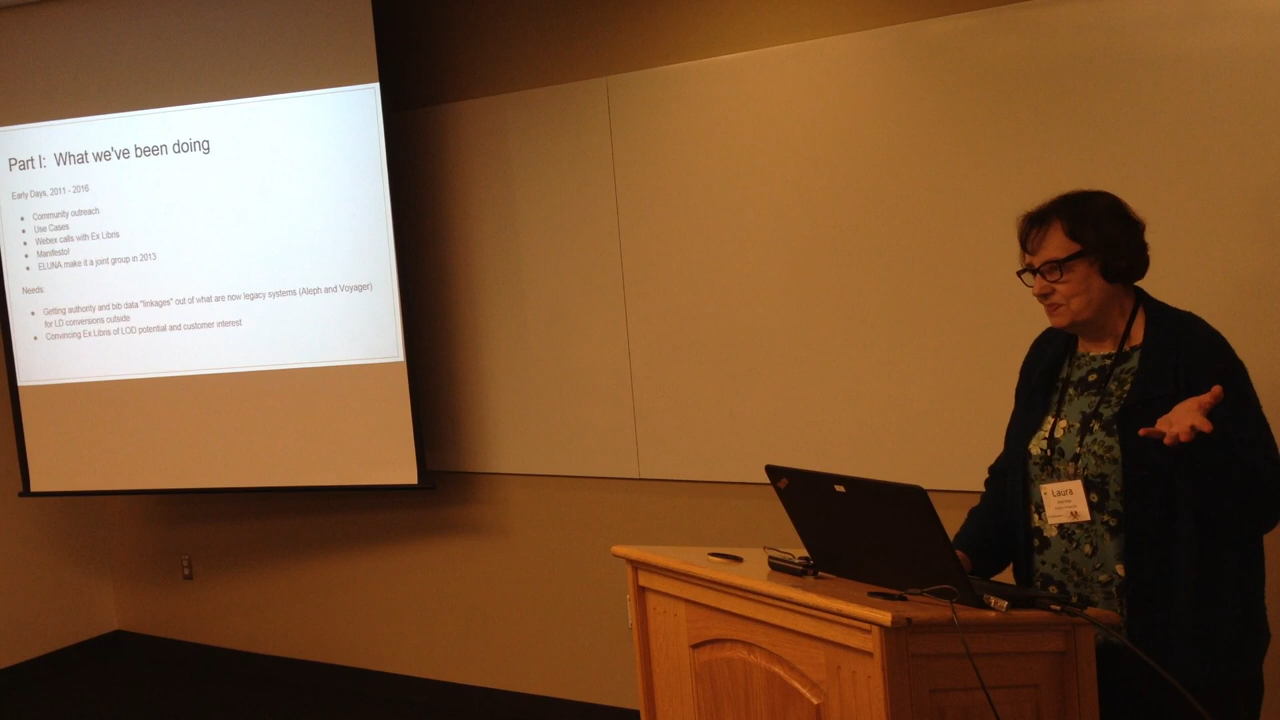 Part I: What we've been doing
Early Days, 2011 - 2016
● Community outreach
● Use Cases
● Webex calls with Ex Libris
● Manifesto!
● ELUNA make it a joint group in 2013
Needs:
● Getting authority and bib data "linkages" out of what are now legacy systems (Aleph and Voyager)
for LD conversions outside
● Convincing Ex Libris of LOD potential and customer interest
Laura